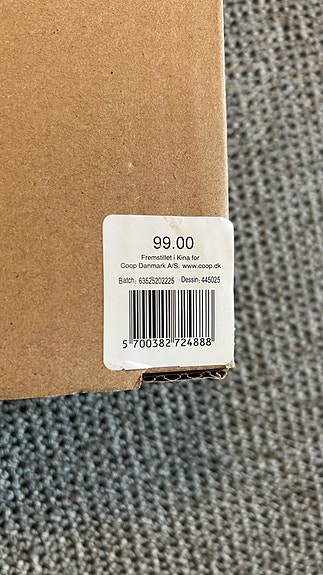 99.00
Fremstillet i Kina for
Coop Danmark A/S. www.coop.dk
Batch: 63525202225 Dessin: 445025
5 700382 724888